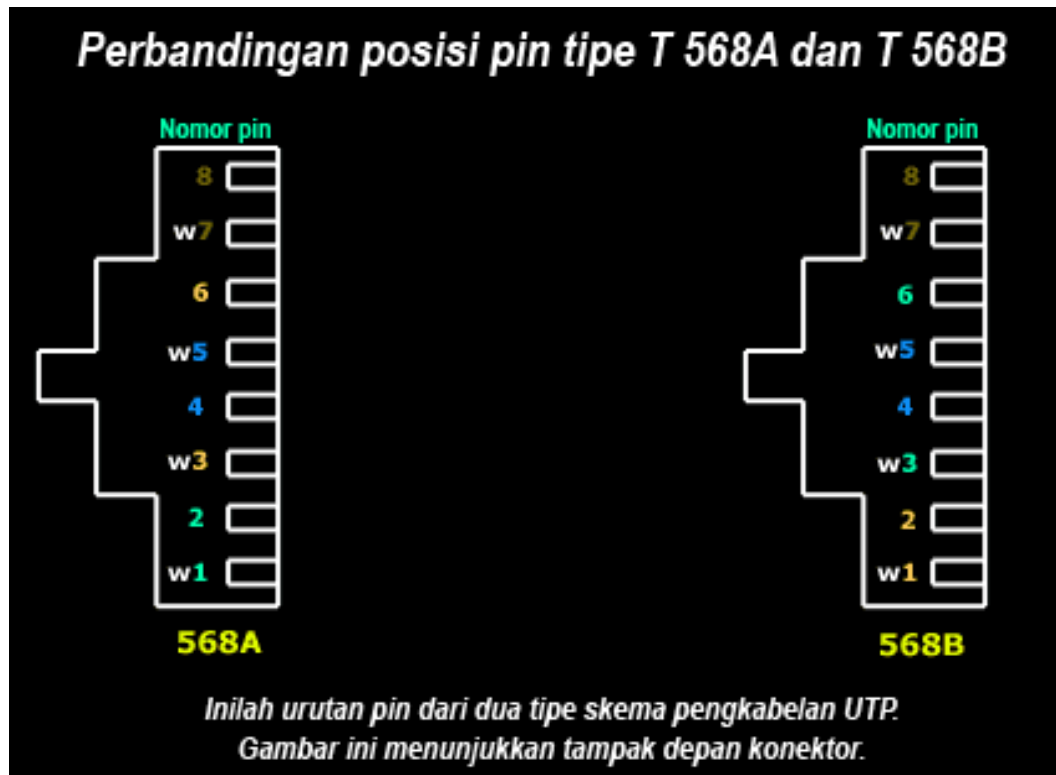 Perbandingan posisi pin tipe T 568A dan T 568B
Nomor pin Nomor pin
8 8
w7 w7
6 6
w5 w5
4 4
w3 w3
2 2
w1 w1
568A 568B
Inilah urutan pin dari dua tipe skema pengkabelan UTP.
Gambar ini menunjukkan tampak depan konektor.